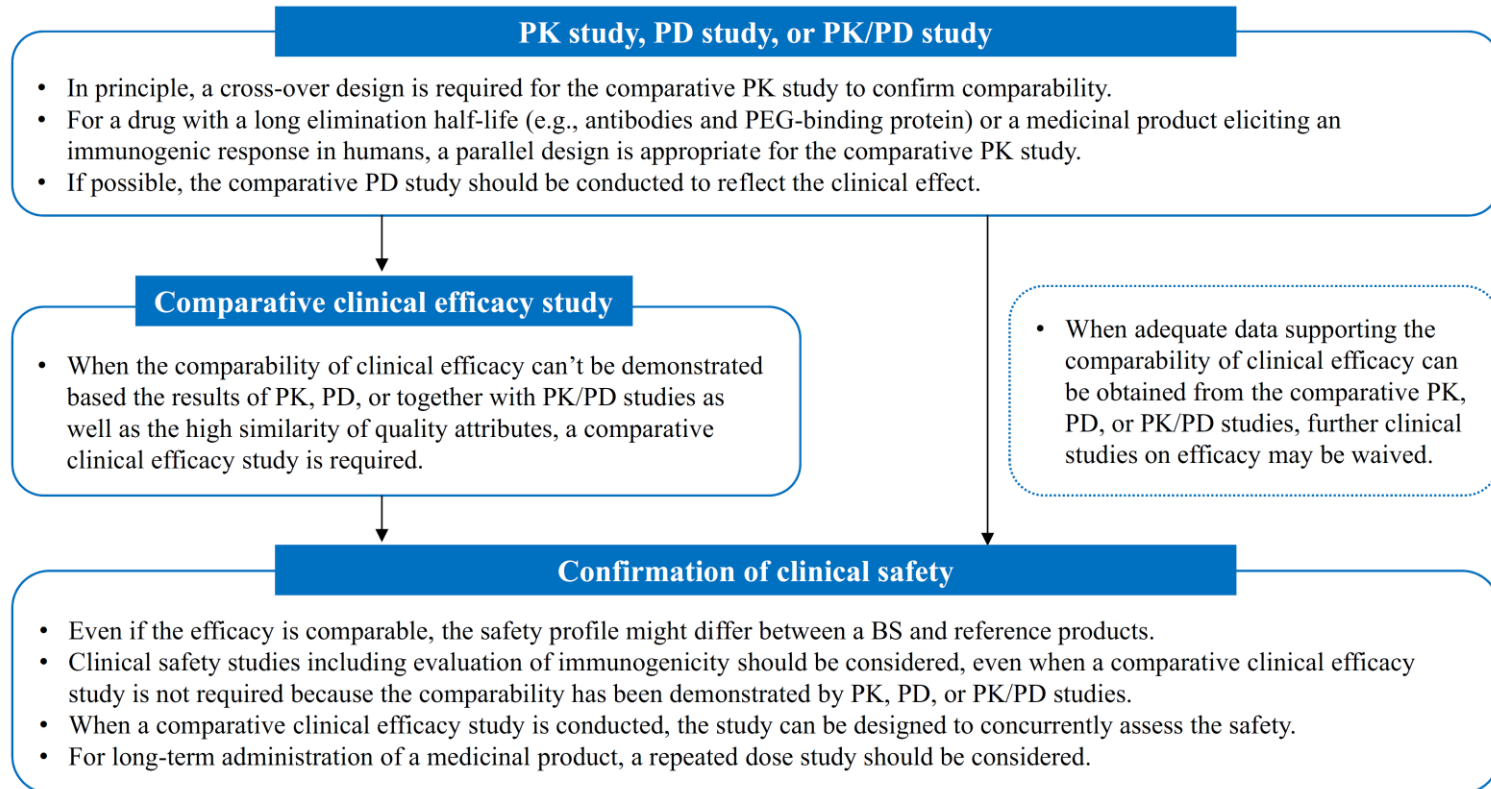 PK study, PD study, or PK/PD study
• In principle, a cross-over design is required for the comparative PK study to confirm comparability.
• For a drug with a long elimination half-life (e.g., antibodies and PEG-binding protein) or a medicinal product eliciting an
immunogenic response in humans, a parallel design is appropriate for the comparative PK study.
• If possible, the comparative PD study should be conducted to reflect the clinical effect.
Comparative clinical efficacy study
• When the comparability of clinical efficacy can’t be demonstrated
based the results of PK, PD, or together with PK/PD studies as
well as the high similarity of quality attributes, a comparative
clinical efficacy study is required.
• When adequate data supporting the
comparability of clinical efficacy can
be obtained from the comparative PK,
PD, or PK/PD studies, further clinical
studies on efficacy may be waived.
Confirmation of clinical safety
• Even if the efficacy is comparable, the safety profile might differ between a BS and reference products.
• Clinical safety studies including evaluation of immunogenicity should be considered, even when a comparative clinical efficacy
study is not required because the comparability has been demonstrated by PK, PD, or PK/PD studies.
• When a comparative clinical efficacy study is conducted, the study can be designed to concurrently assess the safety.
• For long-term administration of a medicinal product, a repeated dose study should be considered.